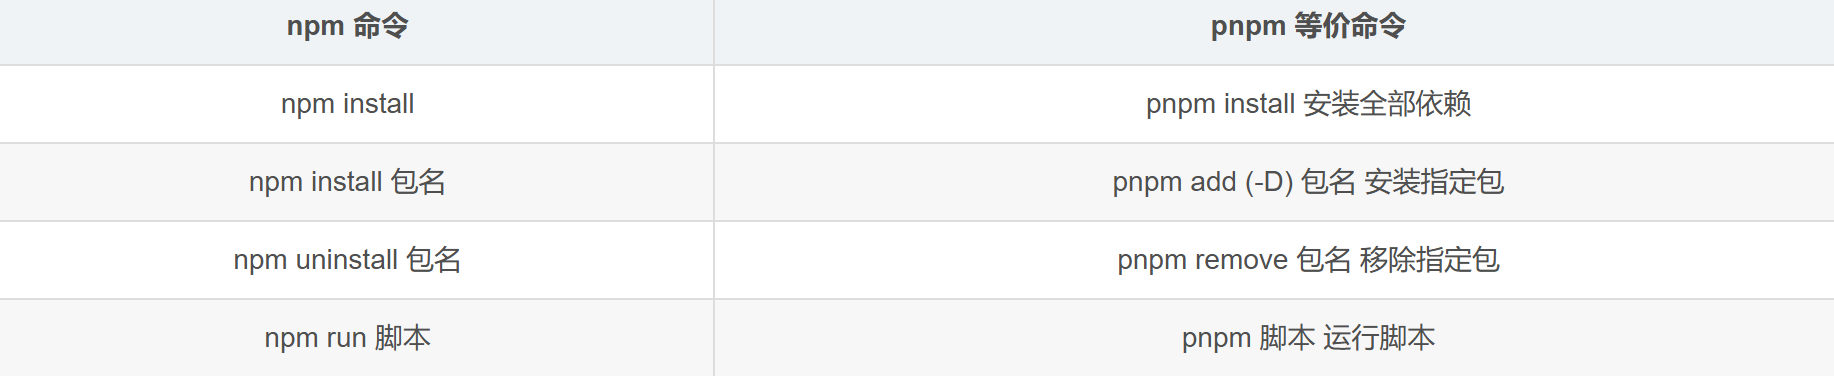 npm 命令 pnpm 等价命令
npm install pnpm install 安装全部依赖
npm install 包名 pnpm add (-D) 包名 安装指定包
npm uninstall 包名 pnpm remove 包名 移除指定包
npm run 脚本 pnpm 脚本 运行脚本